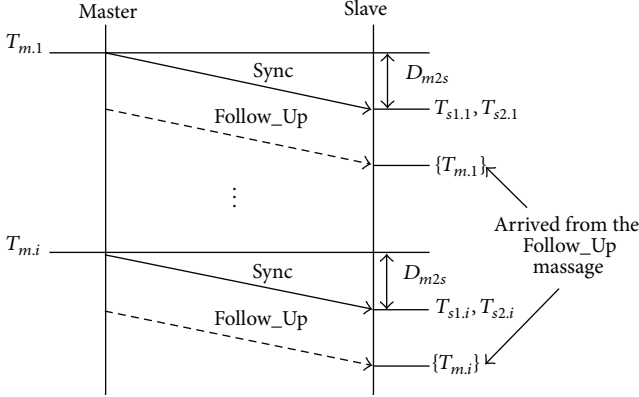 Master Slave
T_{m.1}
Sync
D_{m2s}
T_{s1.1}, T_{s2.1}
Follow_Up
{T_{m.1}}
⋮
Arrived from the
Follow_Up
massage
T_{m.i}
Sync
D_{m2s}
T_{s1.i}, T_{s2.i}
Follow_Up
{T_{m.i}}